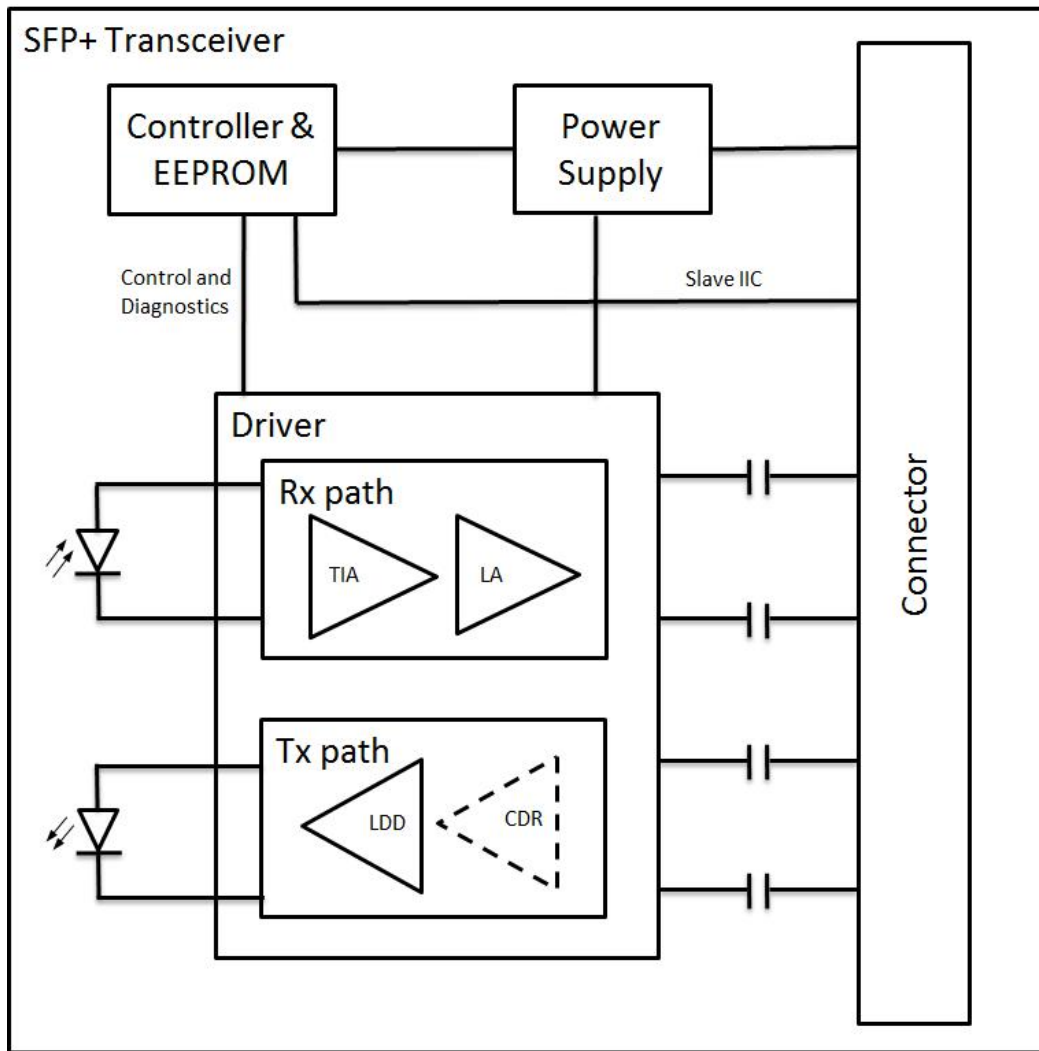 SFP+ Transceiver
Controller &
EEPROM
Power
Supply
Control and
Diagnostics
Slave IIC
Driver
Rx path
TIA
LA
Connector
Tx path
LDD
CDR